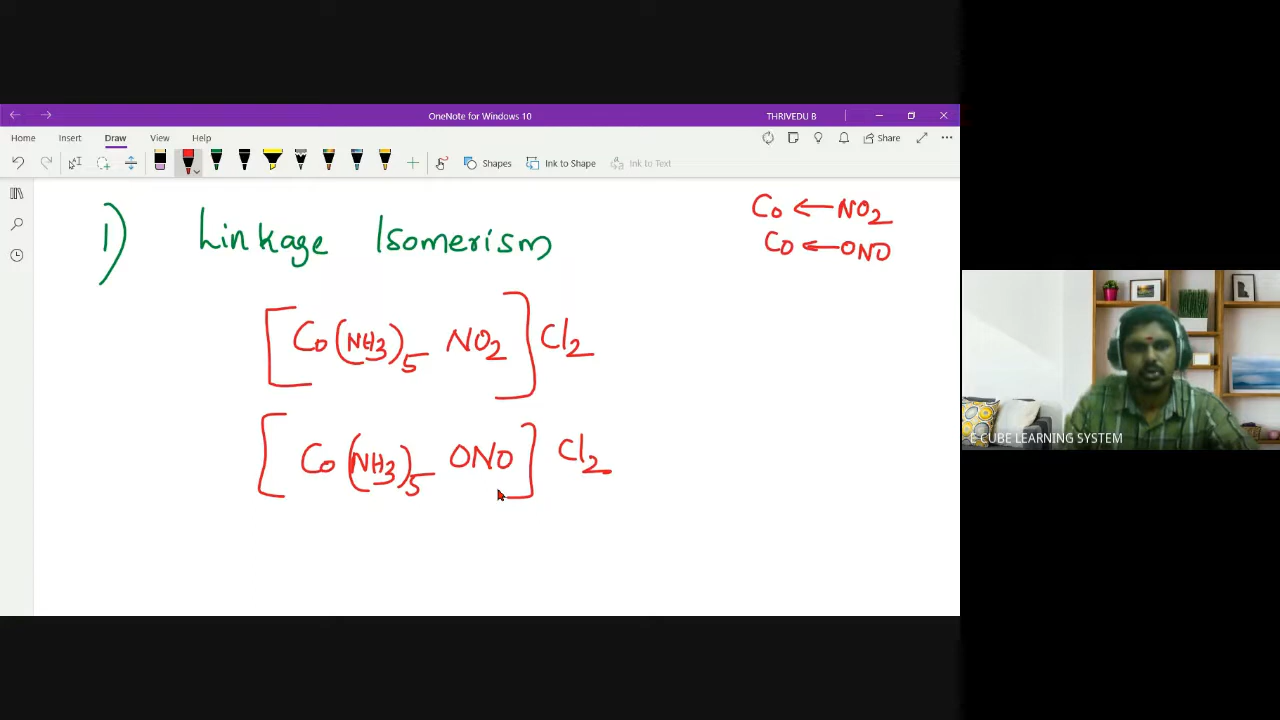 OneNote for Windows 10
THRIVEDU B
Home Insert Draw View Help
Share
Shapes Ink to Shape Ink to Text
Co ← NO2
Co ← ONO
1) Linkage Isomerism
[Co(NH3)5 NO2] Cl2
[Co(NH3)5 ONO] Cl2
E CUBE LEARNING SYSTEM